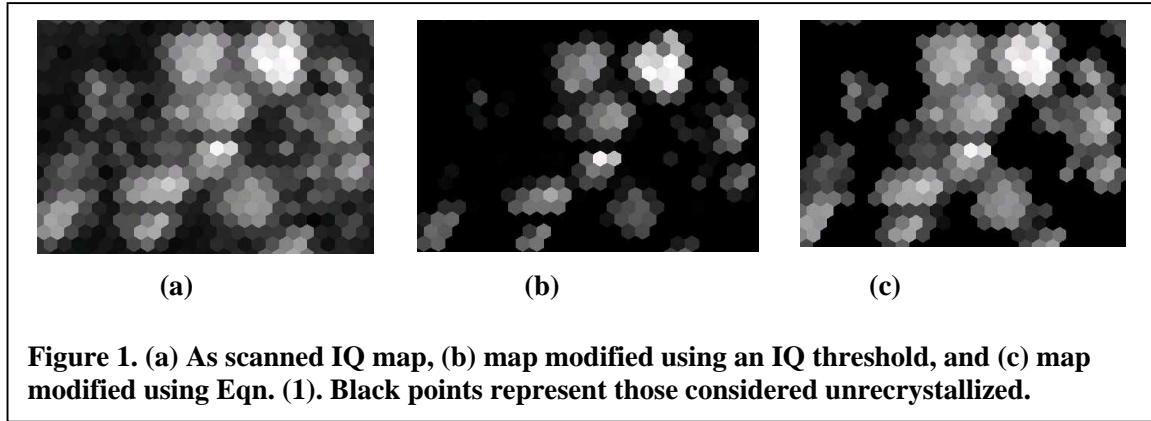 (a) (b) (c)
Figure 1. (a) As scanned IQ map, (b) map modified using an IQ threshold, and (c) map
modified using Eqn. (1). Black points represent those considered unrecrystallized.